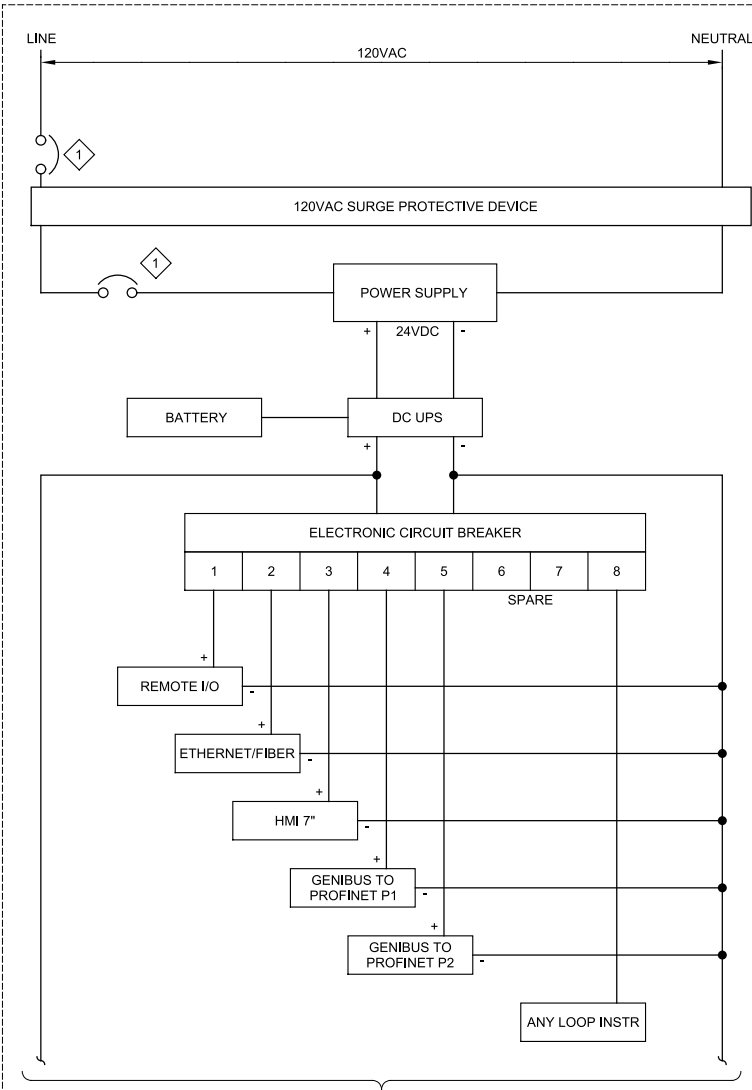 LINE
NEUTRAL
120VAC
1
120VAC SURGE PROTECTIVE DEVICE
1
POWER SUPPLY
+ 24VDC -
BATTERY
DC UPS
+ -
ELECTRONIC CIRCUIT BREAKER
1 2 3 4 5 6 7 8
SPARE
+
REMOTE I/O
-
+
ETHERNET/FIBER
-
+
HMI 7"
-
+
GENIBUS TO
PROFINET P1
-
+
GENIBUS TO
PROFINET P2
-
ANY LOOP INSTR